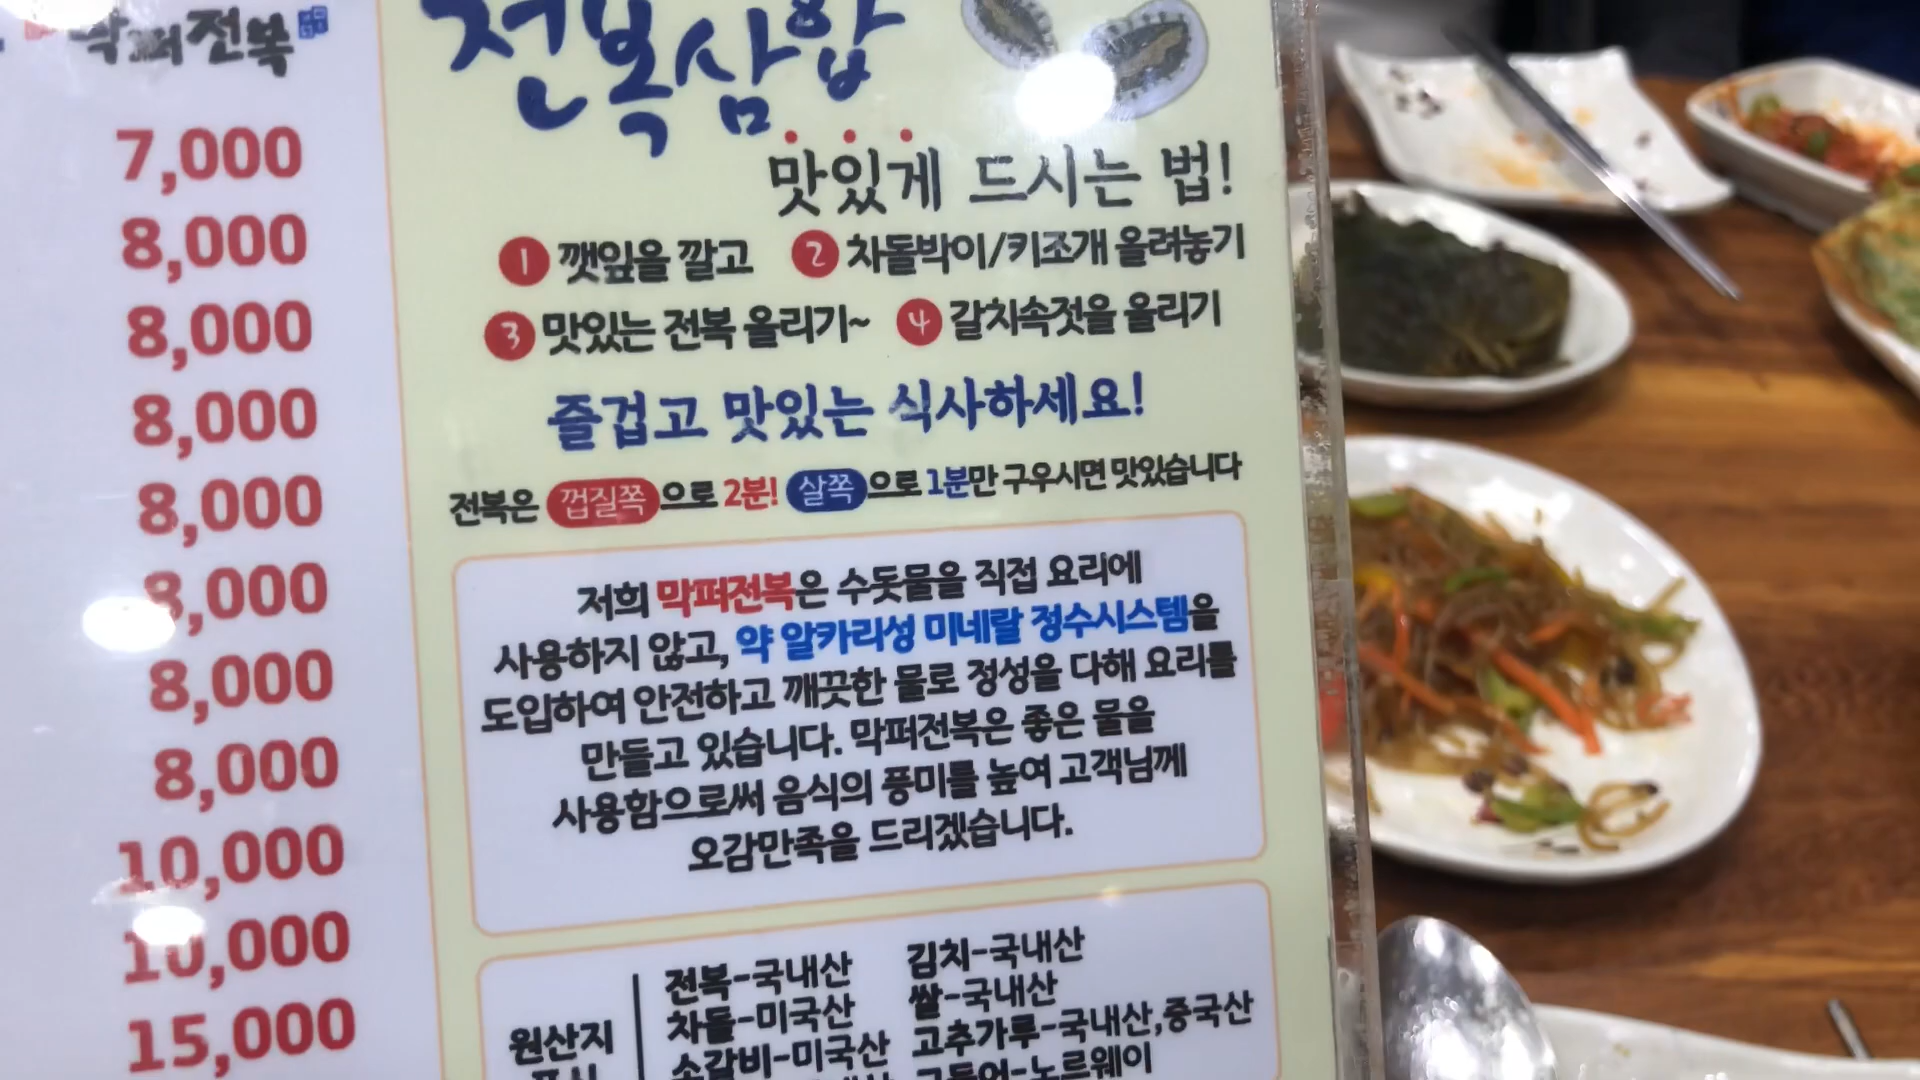 막퍼전복
7,000
8,000
8,000
8,000
8,000
8,000
8,000
8,000
10,000
10,000
15,000
전복삼합
맛있게 드시는 법!
1 깻잎을 깔고 2 차돌박이/키조개 올려놓기
3 맛있는 전복 올리기~ 4 갈치속젓을 올리기
즐겁고 맛있는 식사하세요!
전복은 껍질쪽으로 2분! 살쪽으로 1분만 구우시면 맛있습니다
저희 막퍼전복은 수돗물을 직접 요리에
사용하지 않고, 약 알카리성 미네랄 정수시스템을
도입하여 안전하고 깨끗한 물로 정성을 다해 요리를
만들고 있습니다. 막퍼전복은 좋은 물을
사용함으로써 음식의 풍미를 높여 고객님께
오감만족을 드리겠습니다.
원산지
전복-국내산 김치-국내산
차돌-미국산 쌀-국내산
소갈비-미국산 고추가루-국내산,중국산
고등어-노르웨이